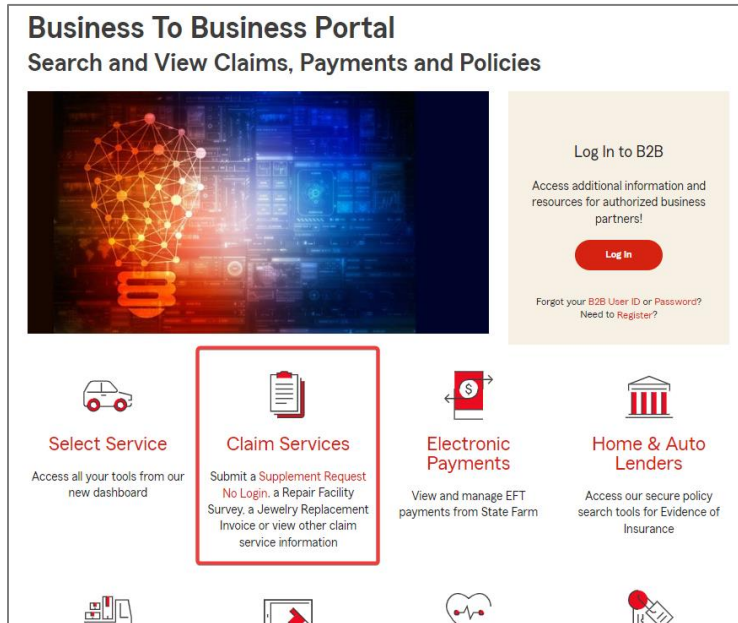 Business To Business Portal
Search and View Claims, Payments and Policies
Log In to B2B
Access additional information and
resources for authorized business
partners!
Log In
Forgot your B2B User ID or Password?
Need to Register?
Select Service
Access all your tools from our
new dashboard
Claim Services
Submit a Supplement Request
No Login, a Repair Facility
Survey, a Jewelry Replacement
Invoice or view other claim
service information
Electronic
Payments
View and manage EFT
payments from State Farm
Home & Auto
Lenders
Access our secure policy
search tools for Evidence of
Insurance